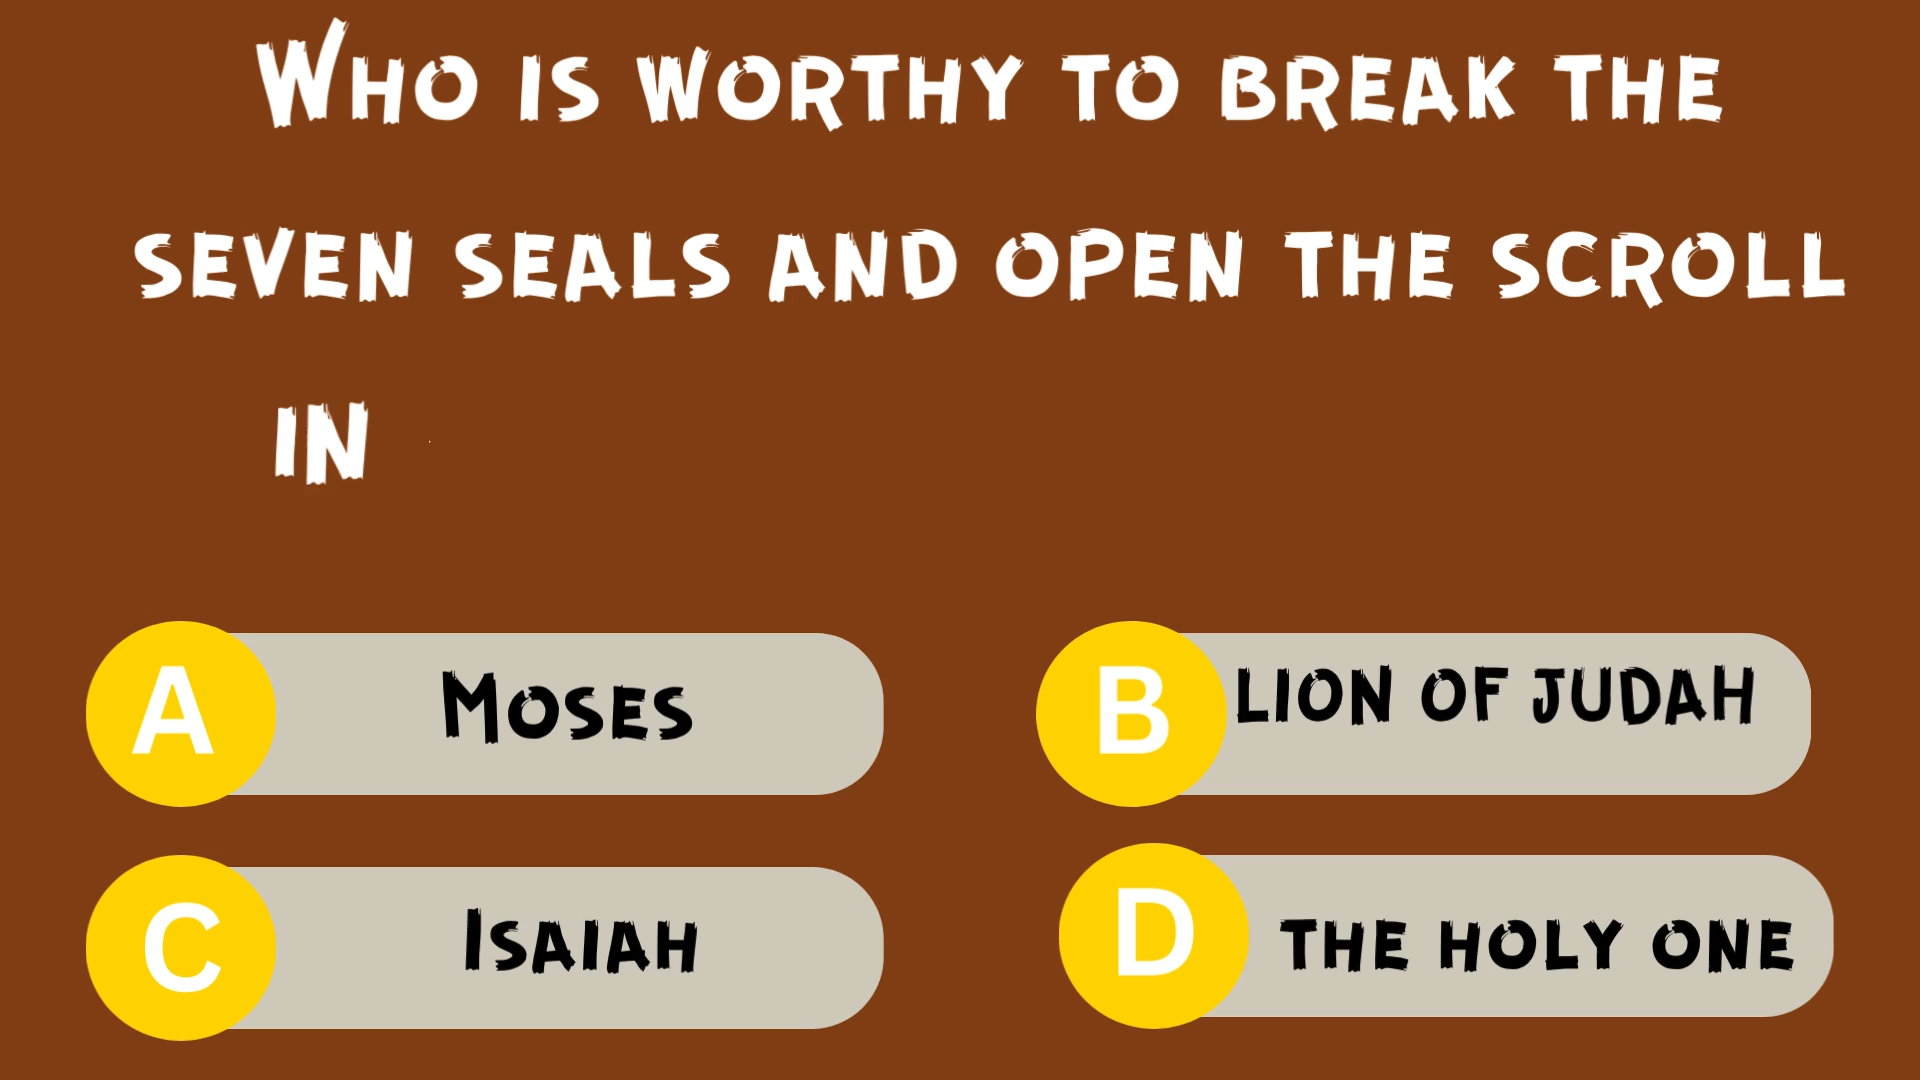 Who is worthy to break the
seven seals and open the scroll
in
A Moses
B Lion of Judah
C Isaiah
D the Holy One